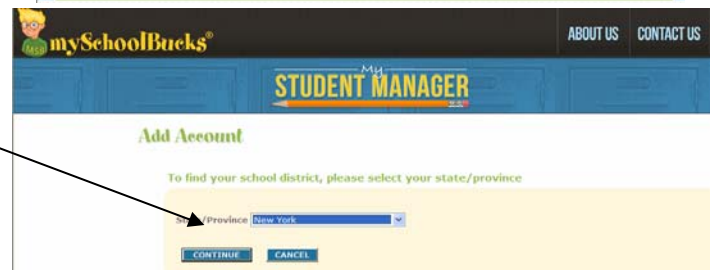 mySchoolBucks®
ABOUT US CONTACT US
My
STUDENT MANAGER
Add Account
To find your school district, please select your state/province
State/Province New York
CONTINUE CANCEL